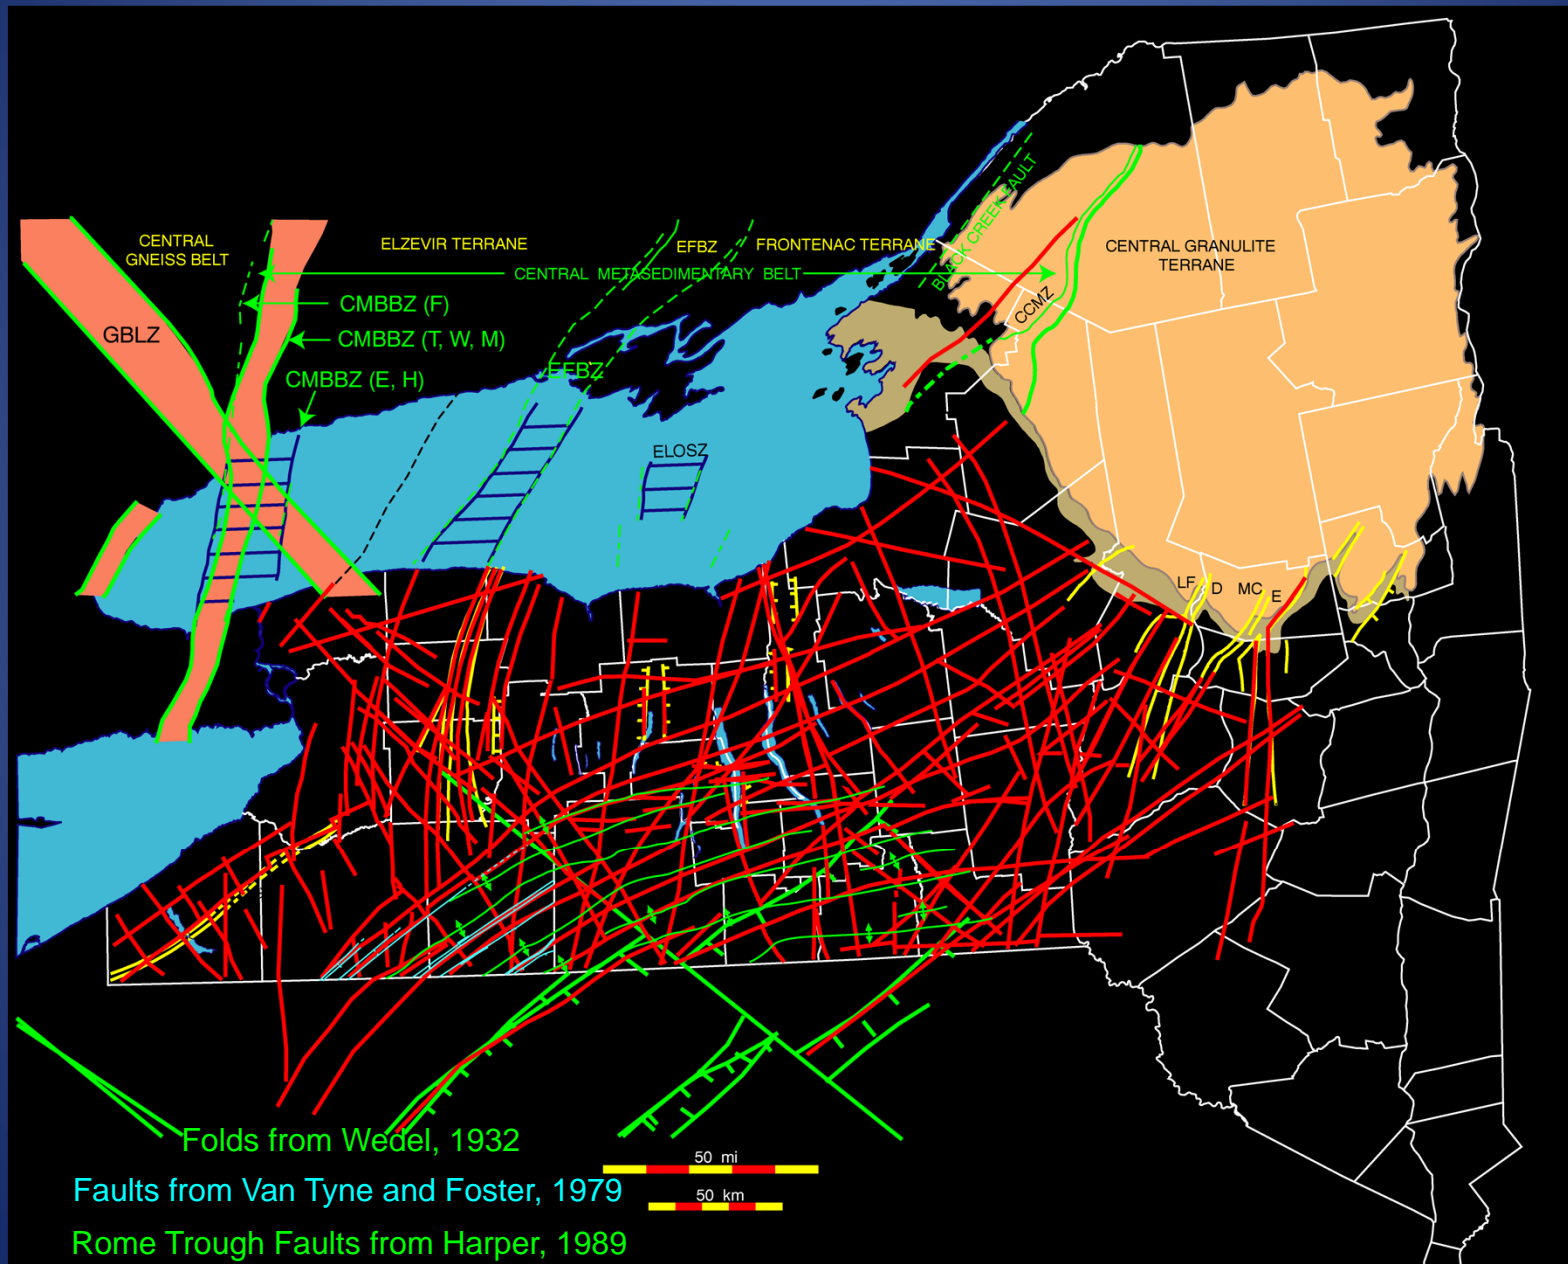 CENTRAL
GNEISS BELT
ELZEVIR TERRANE
EFBZ
FRONTENAC TERRANE
BLACK CREEK FAULT
CENTRAL METASEDIMENTARY BELT
CENTRAL GRANULITE
TERRANE
CMBBZ (F)
CCMZ
GBLZ
CMBBZ (T, W, M)
CMBBZ (E, H)
EFBZ
ELOSZ
LF
D
MC
E
Folds from Wedel, 1932
50 mi
Faults from Van Tyne and Foster, 1979
50 km
Rome Trough Faults from Harper, 1989